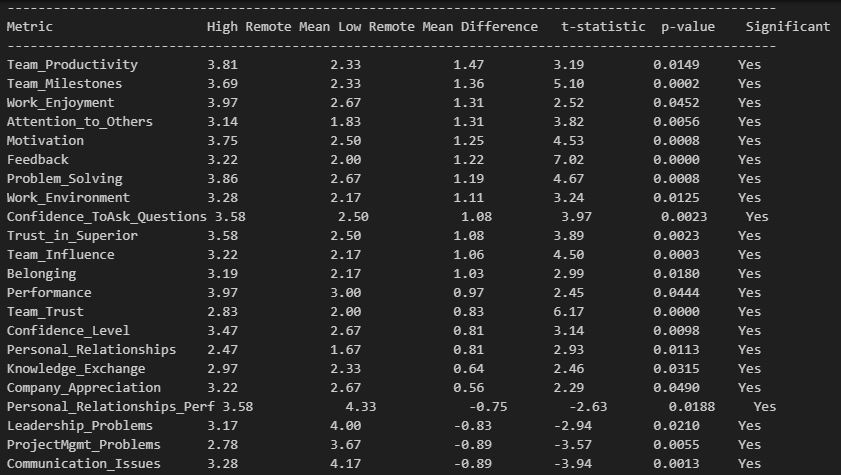 ----------------------------------------------------------------------------------------------------
Metric High Remote Mean Low Remote Mean Difference t-statistic p-value Significant
----------------------------------------------------------------------------------------------------
Team_Productivity 3.81 2.33 1.47 3.19 0.0149 Yes
Team_Milestones 3.69 2.33 1.36 5.10 0.0002 Yes
Work_Enjoyment 3.97 2.67 1.31 2.52 0.0452 Yes
Attention_to_Others 3.14 1.83 1.31 3.82 0.0056 Yes
Motivation 3.75 2.50 1.25 4.53 0.0008 Yes
Feedback 3.22 2.00 1.22 7.02 0.0000 Yes
Problem_Solving 3.86 2.67 1.19 4.67 0.0008 Yes
Work_Environment 3.28 2.17 1.11 3.24 0.0125 Yes
Confidence_ToAsk_Questions 3.58 2.50 1.08 3.97 0.0023 Yes
Trust_in_Superior 3.58 2.50 1.08 3.89 0.0023 Yes
Team_Influence 3.22 2.17 1.06 4.50 0.0003 Yes
Belonging 3.19 2.17 1.03 2.99 0.0180 Yes
Performance 3.97 3.00 0.97 2.45 0.0444 Yes
Team_Trust 2.83 2.00 0.83 6.17 0.0000 Yes
Confidence_Level 3.47 2.67 0.81 3.14 0.0098 Yes
Personal_Relationships 2.47 1.67 0.81 2.93 0.0113 Yes
Knowledge_Exchange 2.97 2.33 0.64 2.46 0.0315 Yes
Company_Appreciation 3.22 2.67 0.56 2.29 0.0490 Yes
Personal_Relationships_Perf 3.58 4.33 -0.75 -2.63 0.0188 Yes
Leadership_Problems 3.17 4.00 -0.83 -2.94 0.0210 Yes
ProjectMgmt_Problems 2.78 3.67 -0.89 -3.57 0.0055 Yes
Communication_Issues 3.28 4.17 -0.89 -3.94 0.0013 Yes